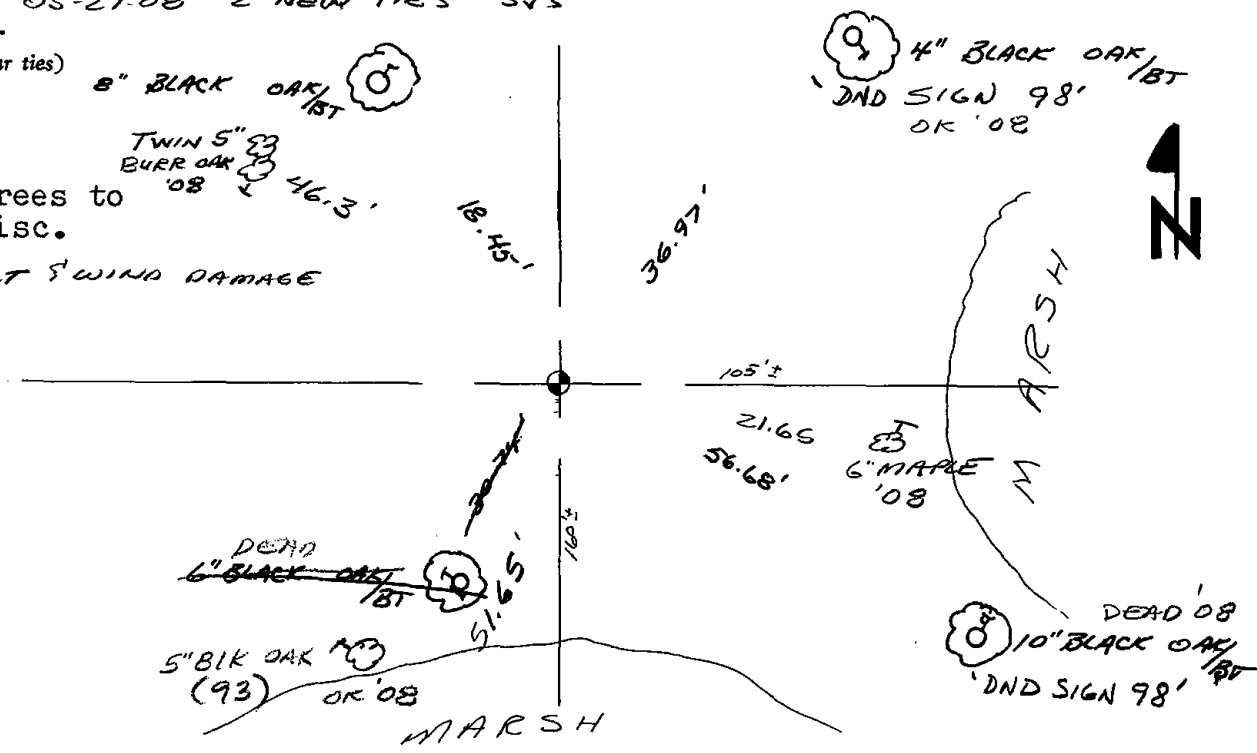 05-29-08 2 NEW TIES SVS
ar ties)
8" BLACK OAK/BT
4" BLACK OAK/BT
'DND SIGN 98'
OK '08
TWIN 5"
BURR OAK
'08
46.3'
rees to
isc.
18.45'
36.97'
N
T & WIND DAMAGE
MARSH
105'±
21.65
56.68'
6" MAPLE
'08
160'±
DEAD
6" BLACK OAK/BT
51.65'
5" BLK OAK
(93) OK '08
DEAD '08
10" BLACK OAK/BT
'DND SIGN 98'
MARSH